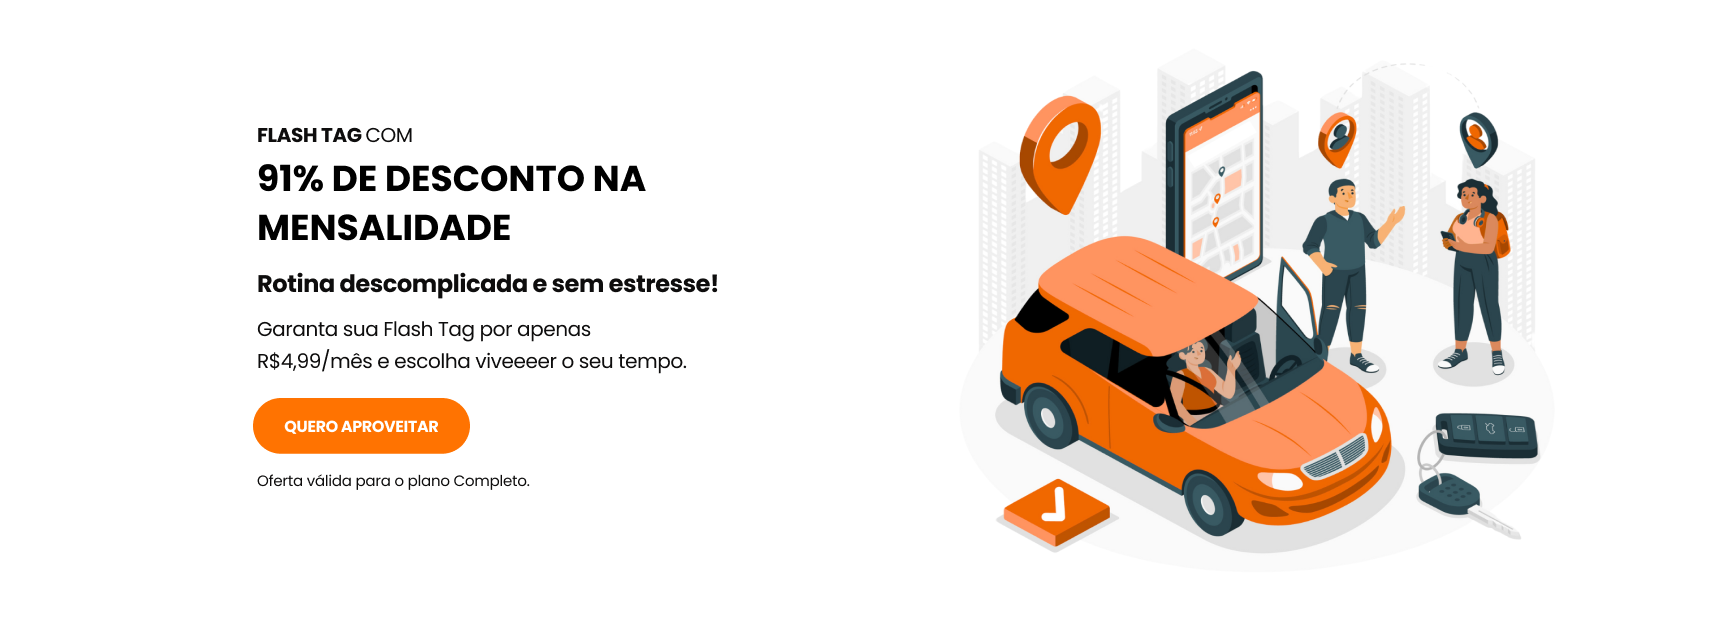 FLASH TAG COM
91% DE DESCONTO NA
MENSALIDADE
Rotina descomplicada e sem estresse!
Garanta sua Flash Tag por apenas
R$4,99/mês e escolha viveeeer o seu tempo.
QUERO APROVEITAR
Oferta válida para o plano Completo.